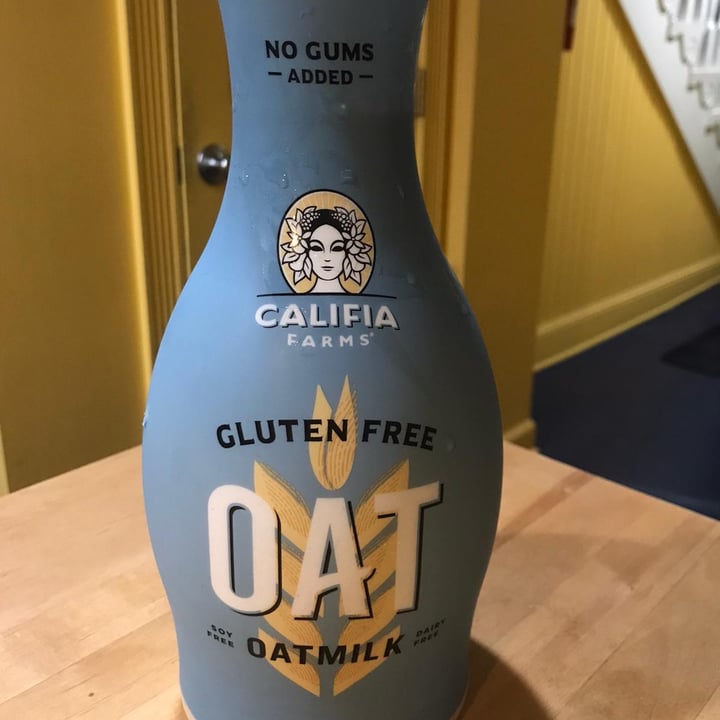 NO GUMS
– ADDED –
CALIFIA
FARMS®
GLUTEN FREE
OAT
SOY
FREE
OATMILK
DAIRY
FREE